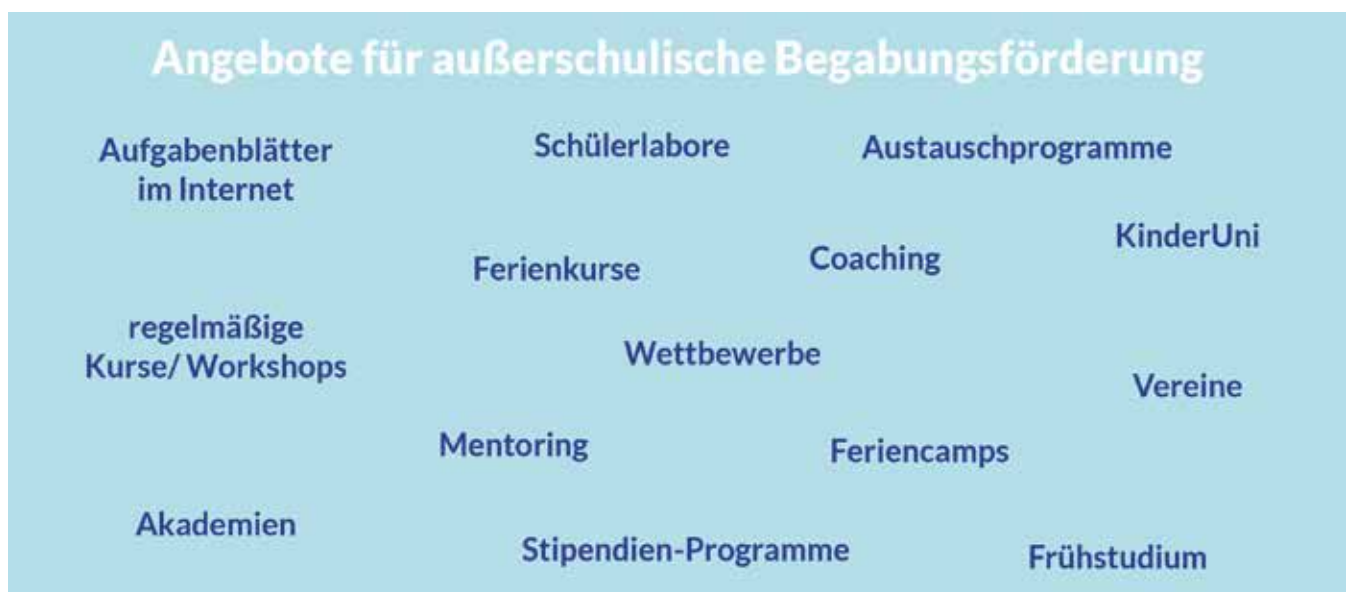 Angebote für außerschulische Begabungsförderung
Aufgabenblätter
im Internet
Schülerlabore
Austauschprogramme
KinderUni
Ferienkurse
Coaching
regelmäßige
Kurse/ Workshops
Wettbewerbe
Vereine
Mentoring
Feriencamps
Akademien
Stipendien-Programme
Frühstudium